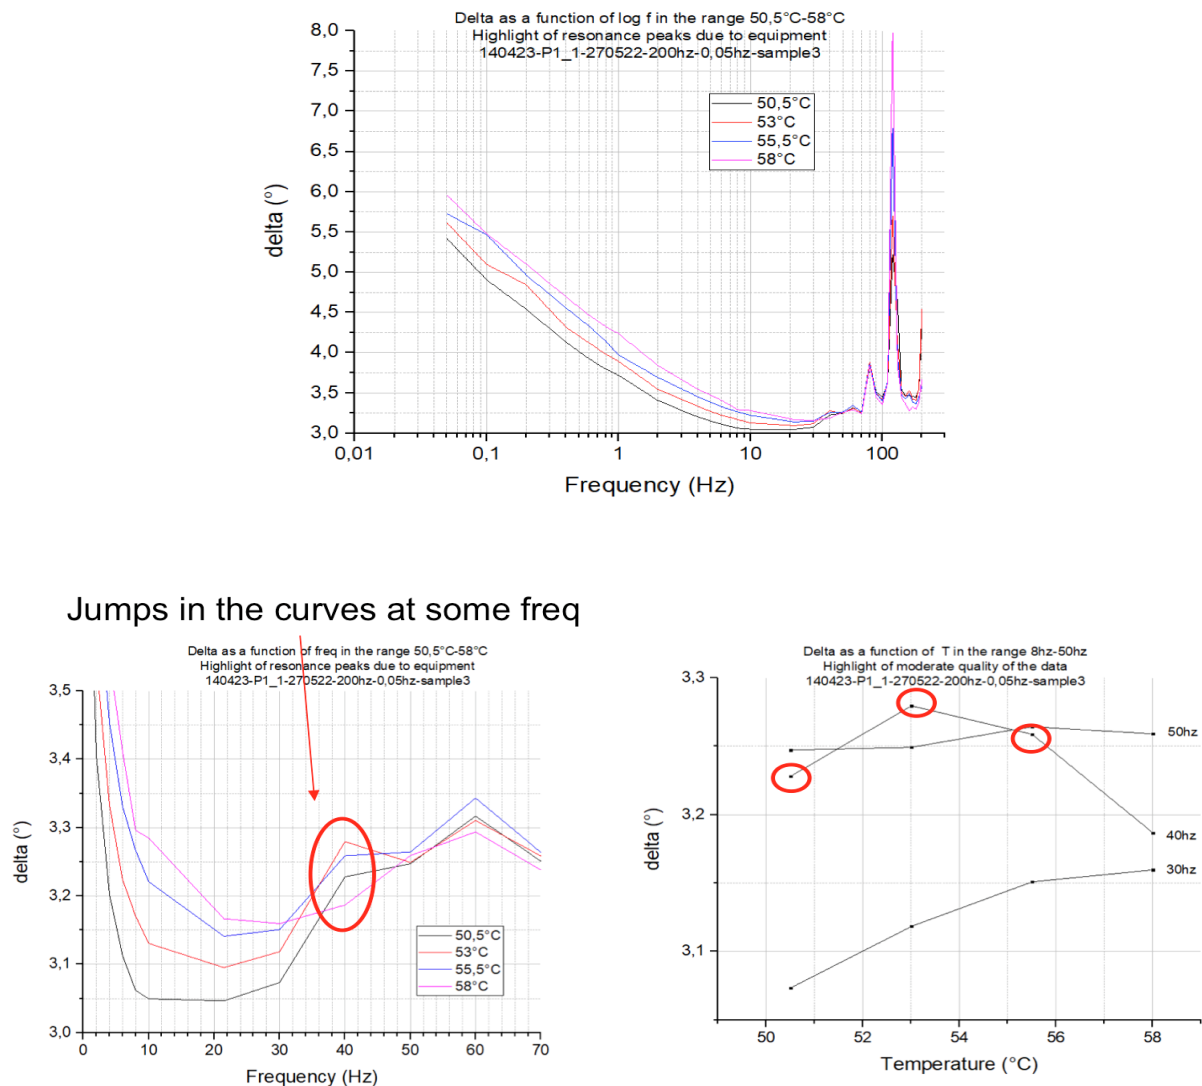 Delta as a function of log f in the range 50,5°C-58°C
Highlight of resonance peaks due to equipment
140423-P1_1-270522-200hz-0,05hz-sample3
8,0
7,5
7,0
6,5
6,0
5,5
5,0
4,5
4,0
3,5
3,0
delta (°)
50,5°C
53°C
55,5°C
58°C
0,01
0,1
1
10
100
Frequency (Hz)
Jumps in the curves at some freq
Delta as a function of freq in the range 50,5°C-58°C
Highlight of resonance peaks due to equipment
140423-P1_1-270522-200hz-0,05hz-sample3
3,5
3,4
3,3
3,2
3,1
3,0
delta (°)
50,5°C
53°C
55,5°C
58°C
0
10
20
30
40
50
60
70
Frequency (Hz)
Delta as a function of T in the range 8hz-50hz
Highlight of moderate quality of the data
140423-P1_1-270522-200hz-0,05hz-sample3
3,3
3,2
3,1
delta (°)
50hz
40hz
30hz
50
52
54
56
58
Temperature (°C)